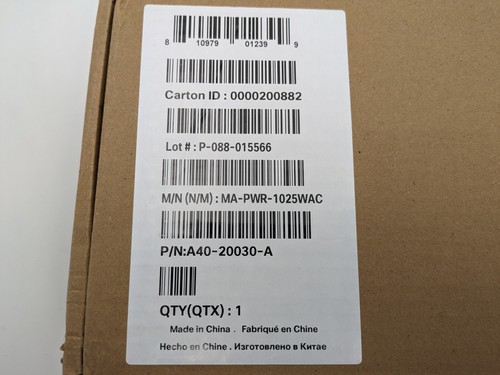 8 10979 01239 9
Carton ID : 0000200882
Lot # : P-088-015566
M/N (N/M) : MA-PWR-1025WAC
P/N:A40-20030-A
QTY(QTX) : 1
Made in China . Fabriqué en Chine
Hecho en Chine . Изготовлено в Китае